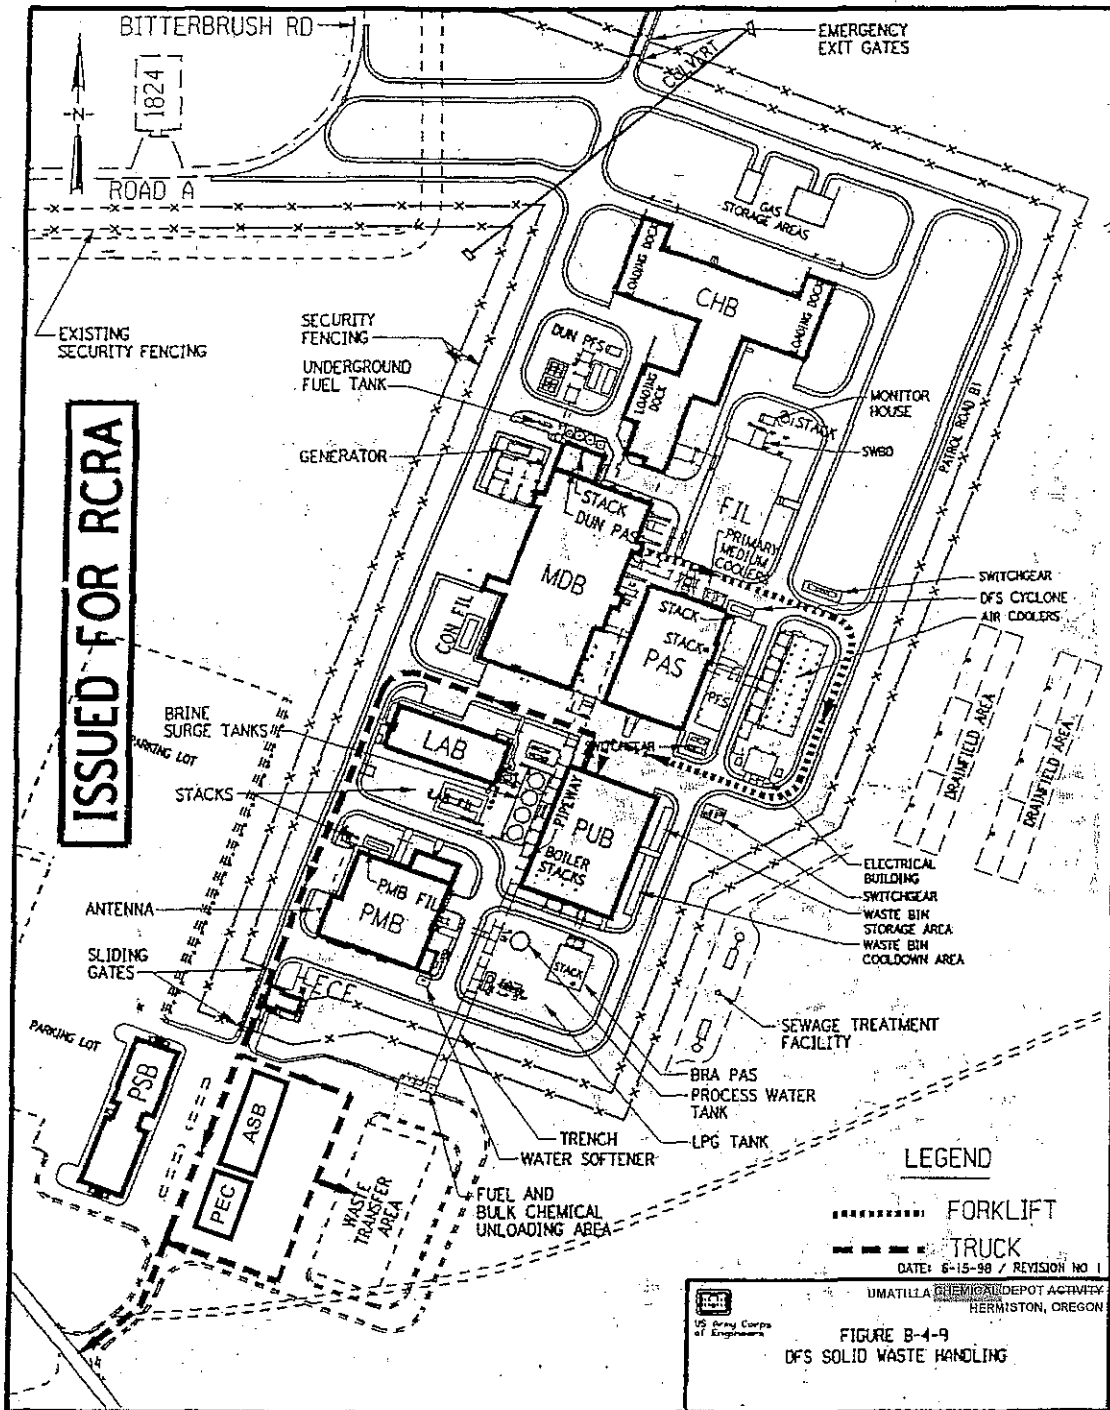 BITTERBRUSH RD
EMERGENCY
EXIT GATES
CULVERT
1824
N
ROAD A
GAS
STORAGE AREAS
LOADING DOCK
CHB
LOADING DOCK
EXISTING
SECURITY FENCING
SECURITY
FENCING
DUN PFS
UNDERGROUND
FUEL TANK
LOADING
DOCK
MONITOR
HOUSE
STACK
PATROL ROAD B1
GENERATOR
SWBO
ISSUED FOR RCRA
STACK
DUN PAS
FIL
PRIMARY
MEDIUM
COOLERS
MDB
SWITCHGEAR
DFS CYCLONE
AIR COOLERS
CON FIL
STACK
STACK
PAS
PFS
BRINE
SURGE TANKS
PARKING LOT
LAB
SWITCHGEAR
DRAINFIELD AREA
DRAINFIELD AREA
STACKS
PIPEWAY
PUB
BOILER
STACKS
ELECTRICAL
BUILDING
SWITCHGEAR
WASTE BIN
STORAGE AREA
WASTE BIN
COOLDOWN AREA
PMB FIL
ANTENNA
PMB
SLIDING
GATES
ECF
STACK
PARKING LOT
PSB
SEWAGE TREATMENT
FACILITY
BRA PAS
PROCESS WATER
TANK
LPG TANK
ASB
PEC
TRENCH
WATER SOFTENER
WASTE
TRANSFER
AREA
FUEL AND
BULK CHEMICAL
UNLOADING AREA
LEGEND
FORKLIFT
TRUCK
DATE: 6-15-98 / REVISION NO 1
UMATILLA CHEMICAL DEPOT ACTIVITY
HERMISTON, OREGON
US Army Corps
of Engineers
FIGURE B-4-9
DFS SOLID WASTE HANDLING